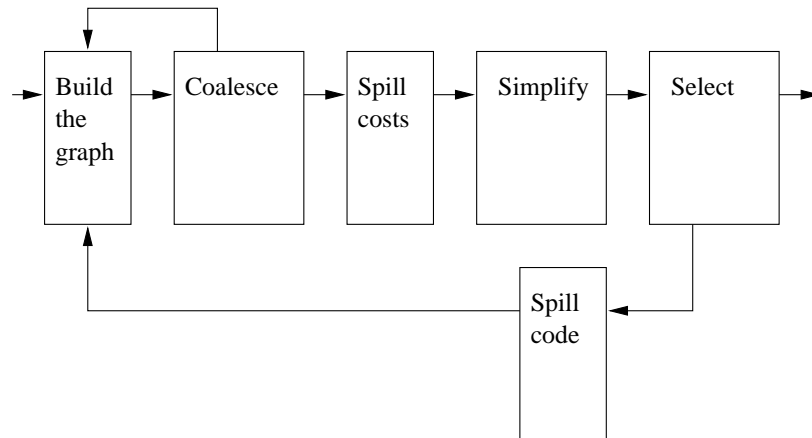 Build
the
graph
Coalesce
Spill
costs
Simplify
Select
Spill
code